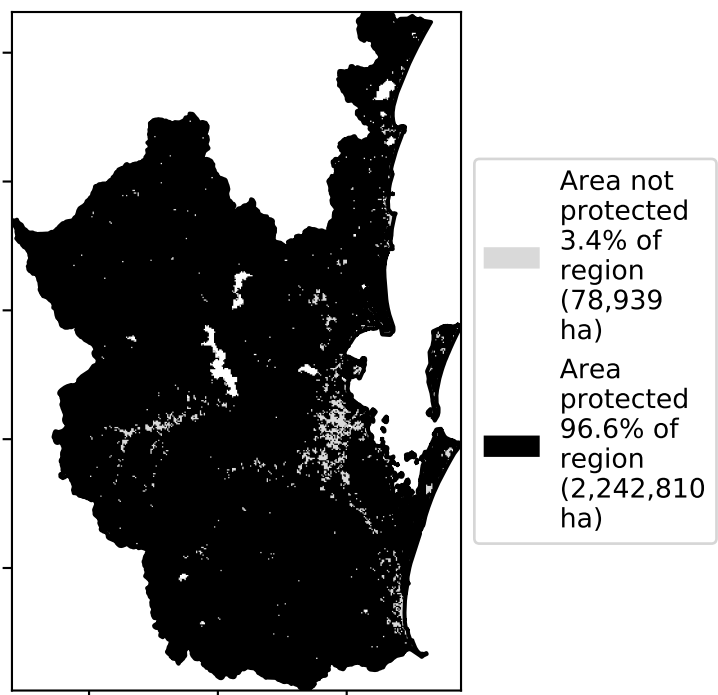 Area not
protected
3.4% of
region
(78,939
ha)
Area
protected
96.6% of
region
(2,242,810
ha)